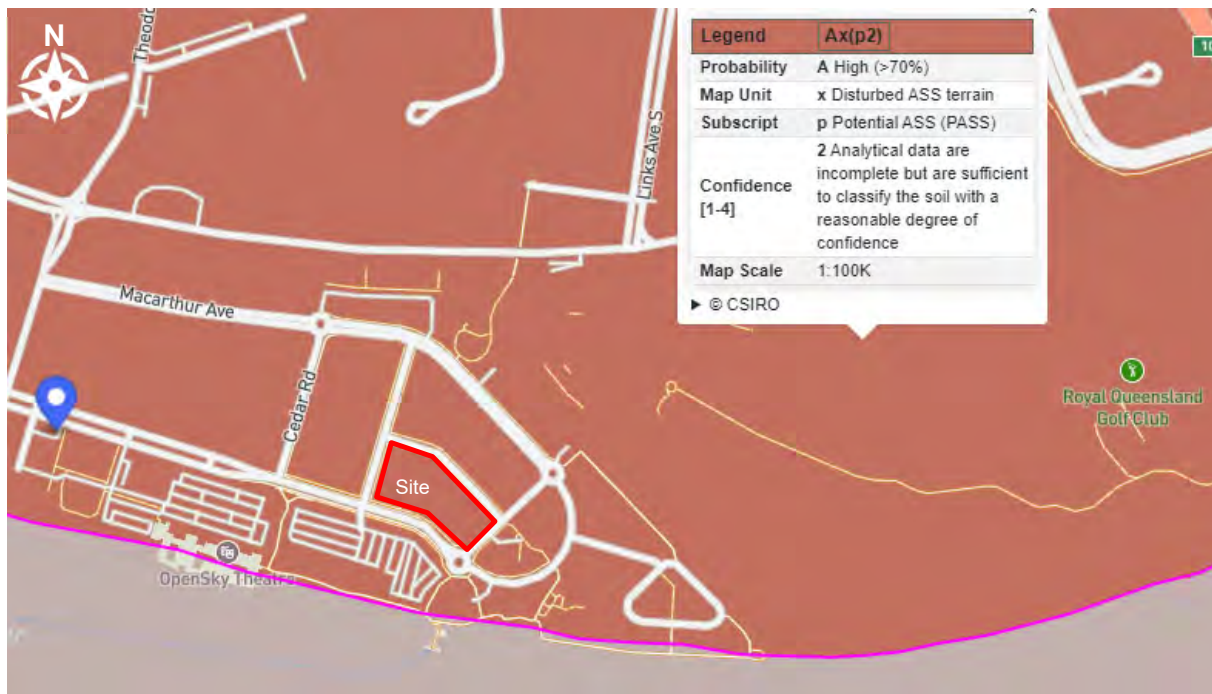 N
Theodo
Links Ave S
Legend Ax(p2)
Probability A High (>70%)
Map Unit x Disturbed ASS terrain
Subscript p Potential ASS (PASS)
Confidence [1-4] 2 Analytical data are
incomplete but are sufficient
to classify the soil with a
reasonable degree of
confidence
Map Scale 1:100K
▶ © CSIRO
10
Macarthur Ave
Cedar Rd
Royal Queensland
Golf Club
Site
OpenSky Theatre